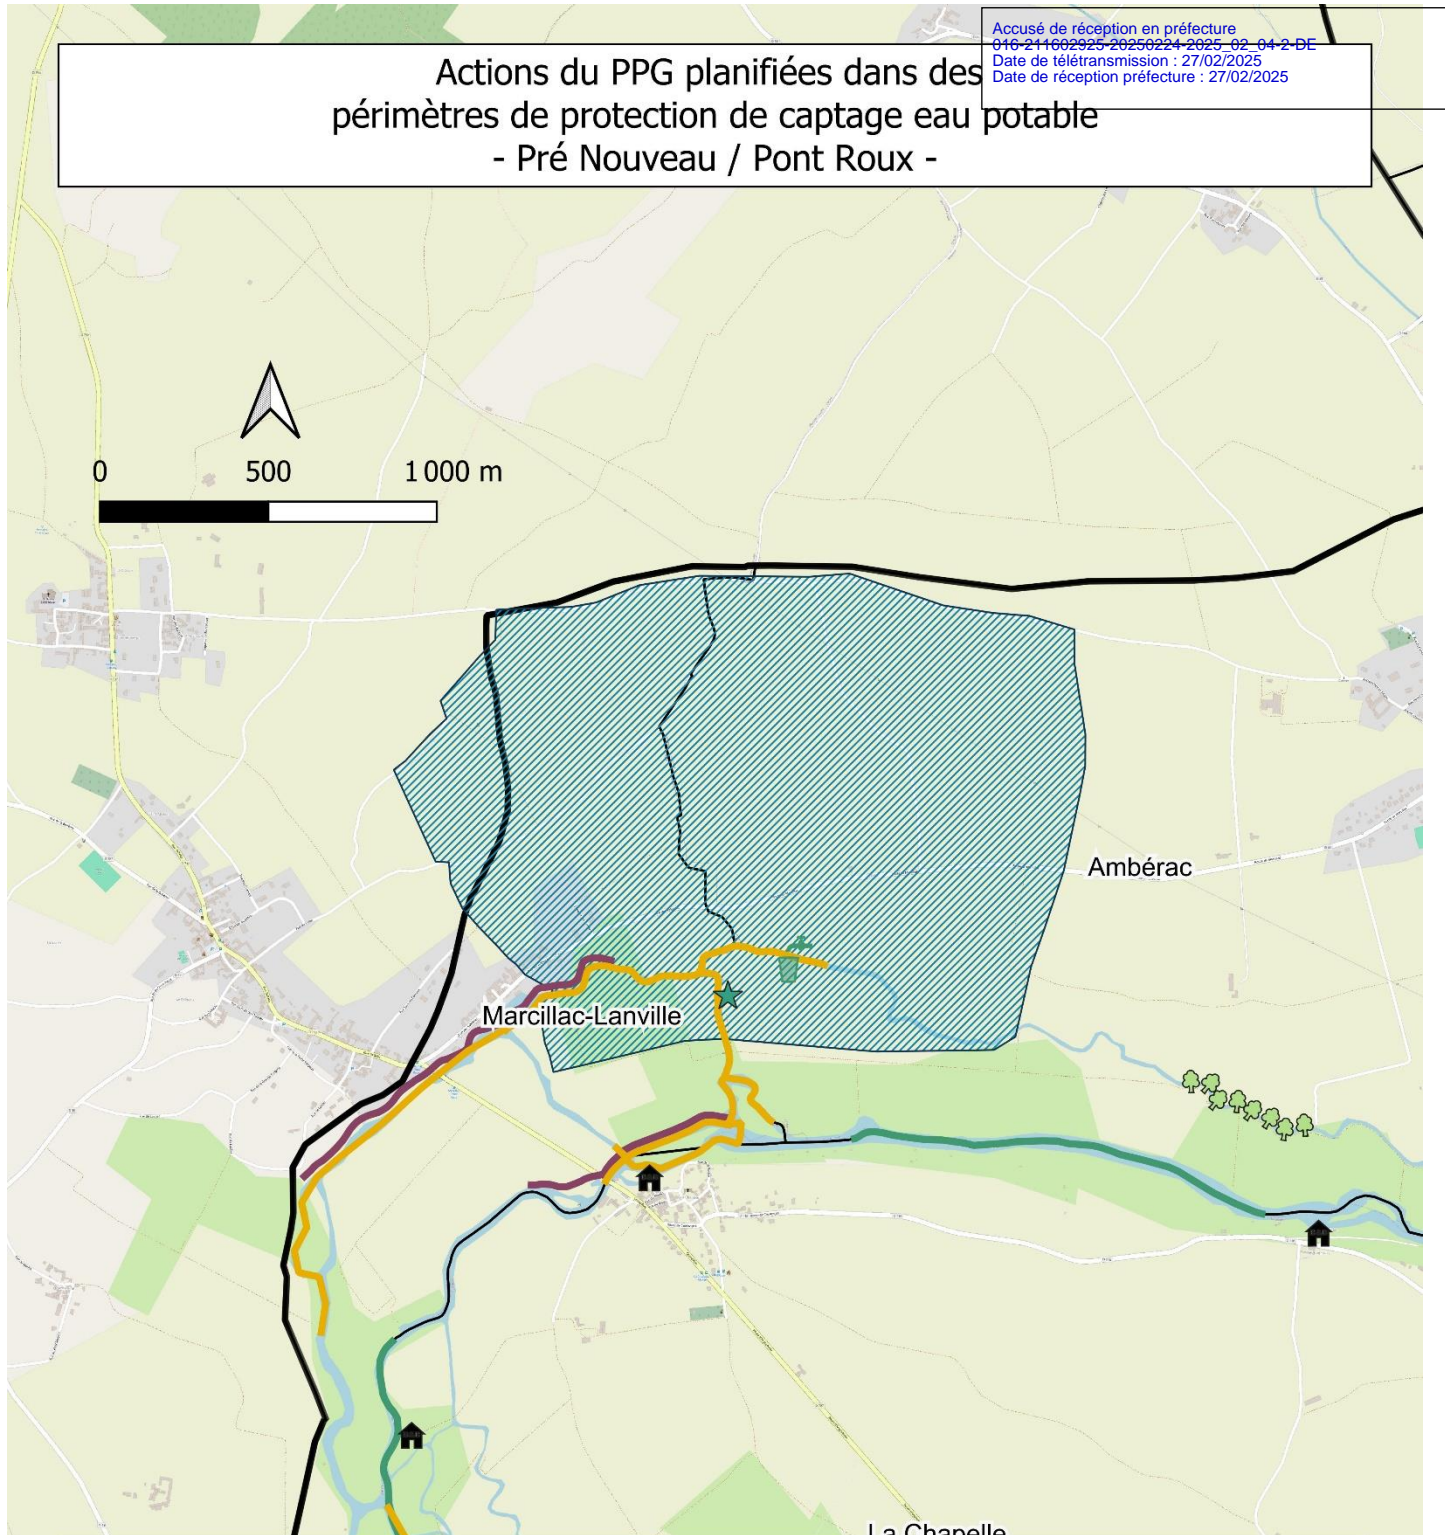 Accusé de réception en préfecture
016-211602925-20250224-2025_02_04-2-DE
Date de télétransmission : 27/02/2025
Date de réception préfecture : 27/02/2025
Actions du PPG planifiées dans des
périmètres de protection de captage eau potable
- Pré Nouveau / Pont Roux -
0 500 1 000 m
Ambérac
Marcillac-Lanville
La Chapelle